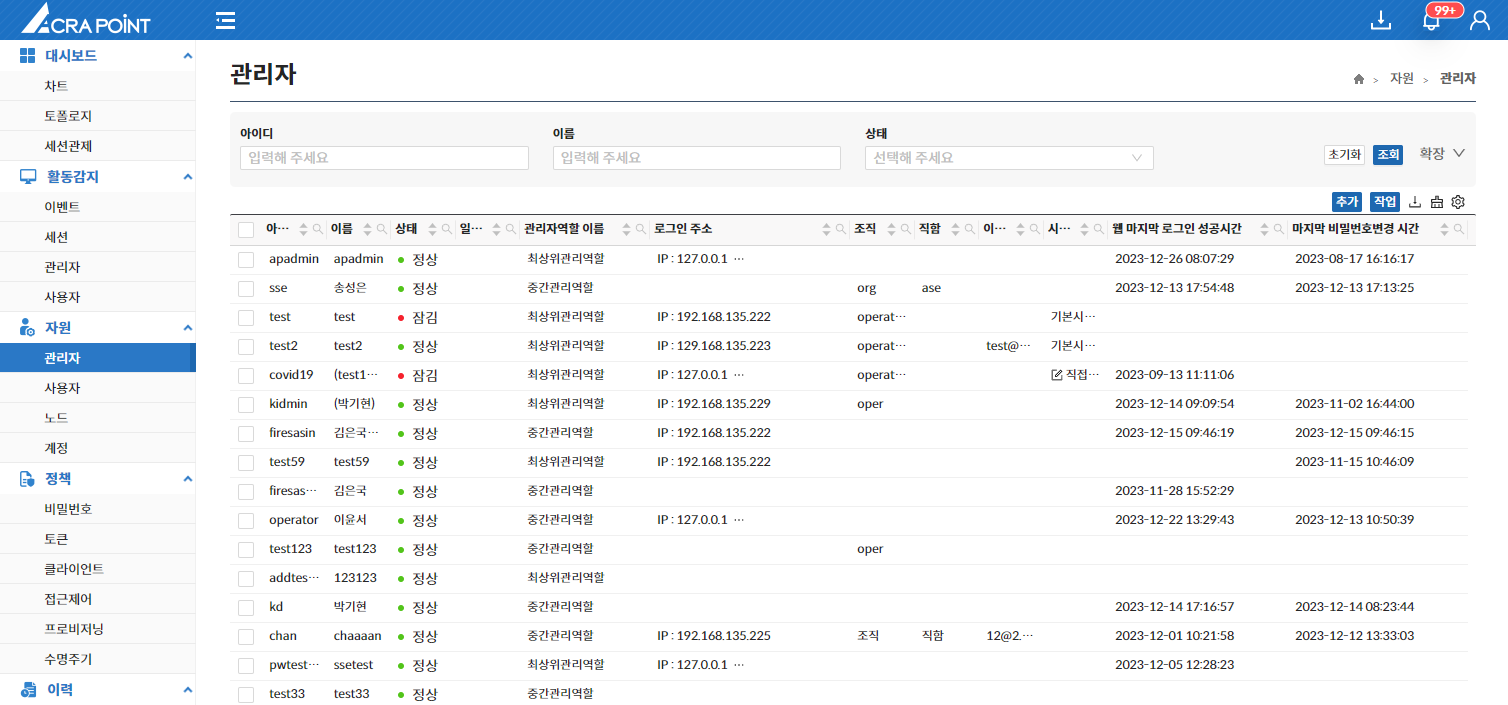 ACRA POINT
99+
대시보드
차트
토폴로지
세션관제
활동감지
이벤트
세션
관리자
사용자
자원
관리자
사용자
노드
계정
정책
비밀번호
토큰
클라이언트
접근제어
프로비저닝
수명주기
이력
관리자
자원 > 관리자
아이디 이름 상태
입력해 주세요 입력해 주세요 선택해 주세요 초기화 조회 확장
추가 작업
아··· 이름 상태 일··· 관리자역할 이름 로그인 주소 조직 직함 이··· 시··· 웹 마지막 로그인 성공시간 마지막 비밀번호변경 시간
apadmin apadmin 정상 최상위관리역할 IP : 127.0.0.1 ··· 2023-12-26 08:07:29 2023-08-17 16:16:17
sse 송성은 정상 중간관리역할 org ase 2023-12-13 17:54:48 2023-12-13 17:13:25
test test 잠김 최상위관리역할 IP : 192.168.135.222 operat··· 기본시···
test2 test2 정상 최상위관리역할 IP : 129.168.135.223 operat··· test@··· 기본시···
covid19 (test1··· 잠김 최상위관리역할 IP : 127.0.0.1 ··· operat··· 직접··· 2023-09-13 11:11:06
kidmin (박기현) 정상 최상위관리역할 IP : 192.168.135.229 oper 2023-12-14 09:09:54 2023-11-02 16:44:00
firesasin 김은국··· 정상 중간관리역할 IP : 192.168.135.222 2023-12-15 09:46:19 2023-12-15 09:46:15
test59 test59 정상 최상위관리역할 IP : 192.168.135.222 2023-11-15 10:46:09
firesas··· 김은국 정상 중간관리역할 2023-11-28 15:52:29
operator 이윤서 정상 중간관리역할 IP : 127.0.0.1 ··· 2023-12-22 13:29:43 2023-12-13 10:50:39
test123 test123 정상 중간관리역할 oper
addtes··· 123123 정상 최상위관리역할
kd 박기현 정상 중간관리역할 2023-12-14 17:16:57 2023-12-14 08:23:44
chan chaaaan 정상 중간관리역할 IP : 192.168.135.225 조직 직함 12@2.··· 2023-12-01 10:21:58 2023-12-12 13:33:03
pwtest··· ssetest 정상 최상위관리역할 IP : 127.0.0.1 ··· 2023-12-05 12:28:23
test33 test33 정상 중간관리역할